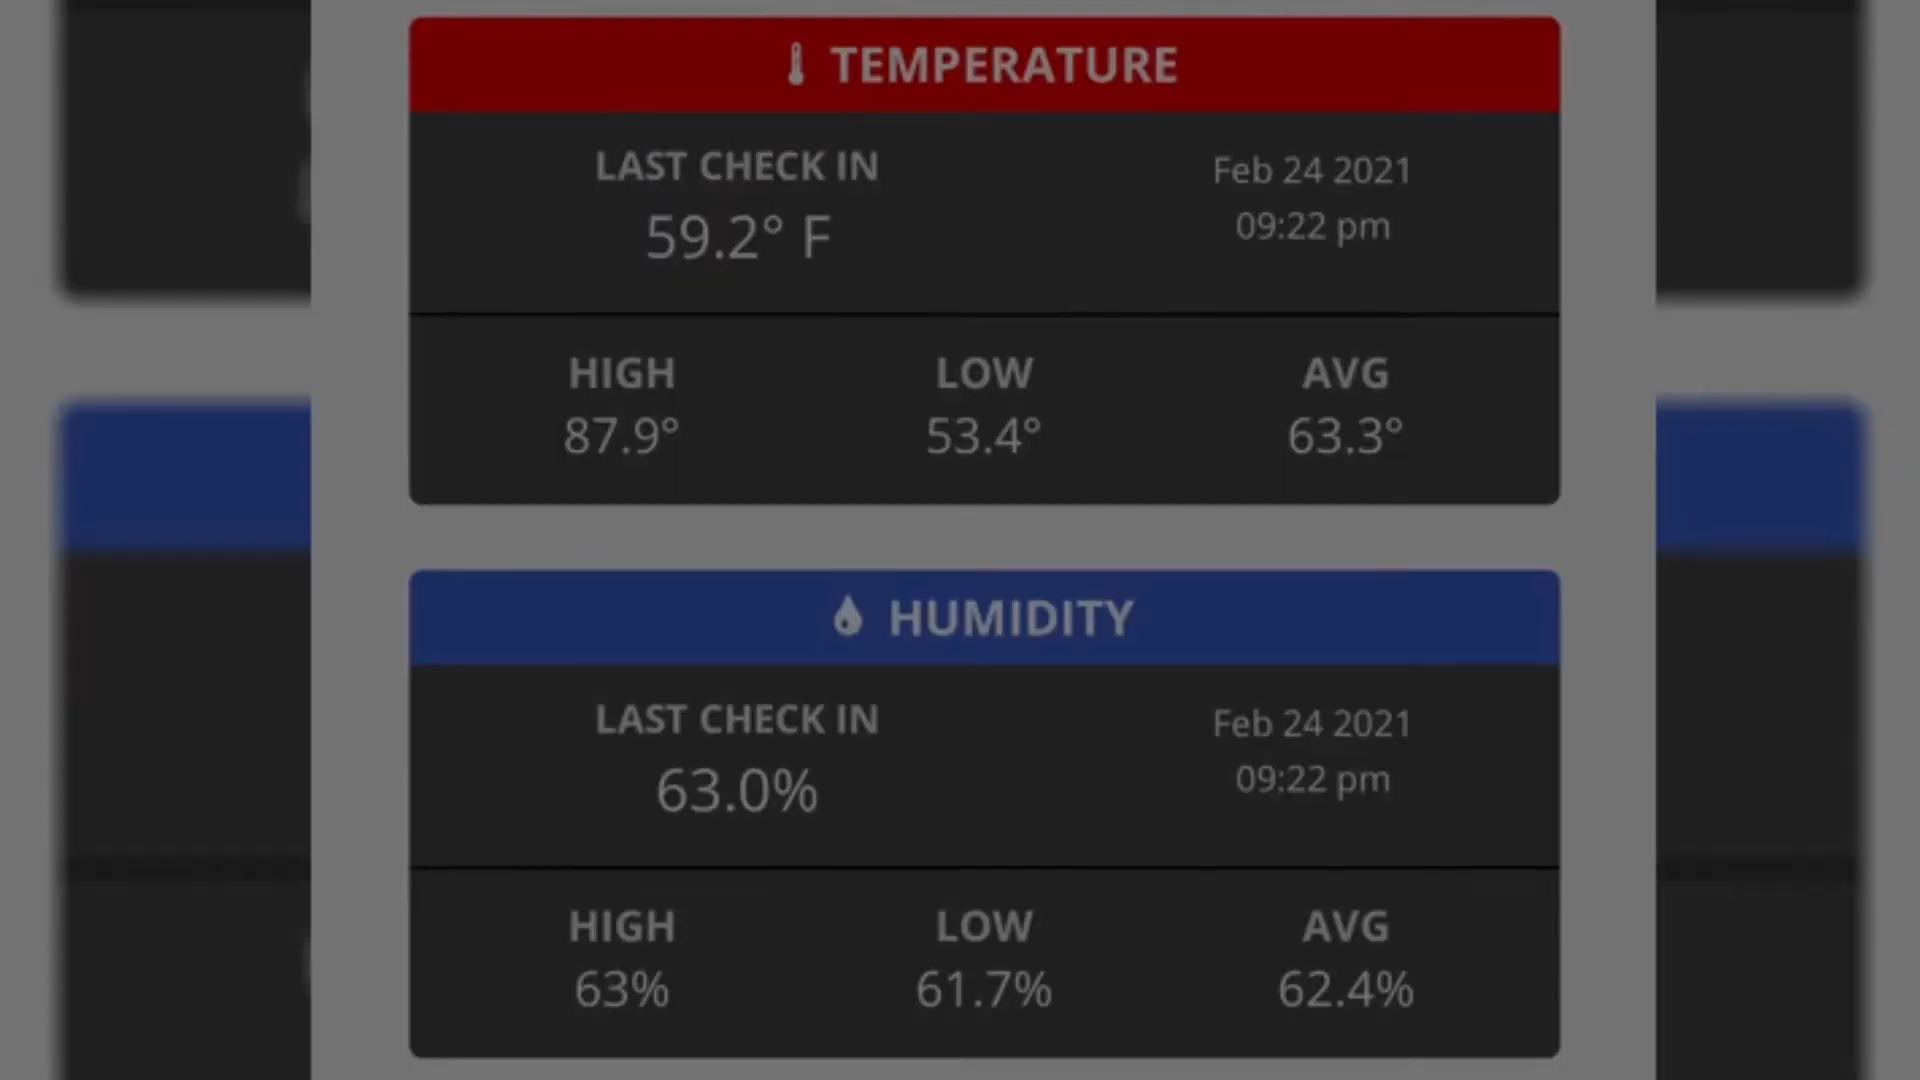 TEMPERATURE
LAST CHECK IN
Feb 24 2021
59.2° F
09:22 pm
HIGH LOW AVG
87.9° 53.4° 63.3°
HUMIDITY
LAST CHECK IN
Feb 24 2021
63.0%
09:22 pm
HIGH LOW AVG
63% 61.7% 62.4%